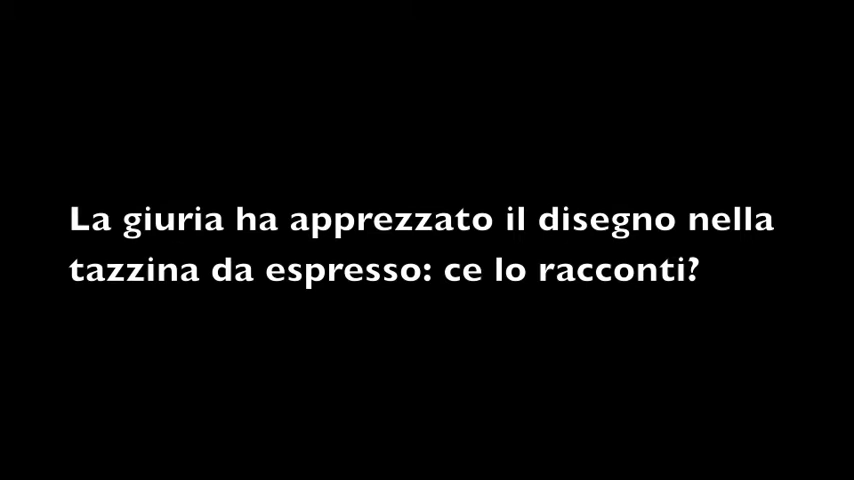 La giuria ha apprezzato il disegno nella
tazzina da espresso: ce lo racconti?